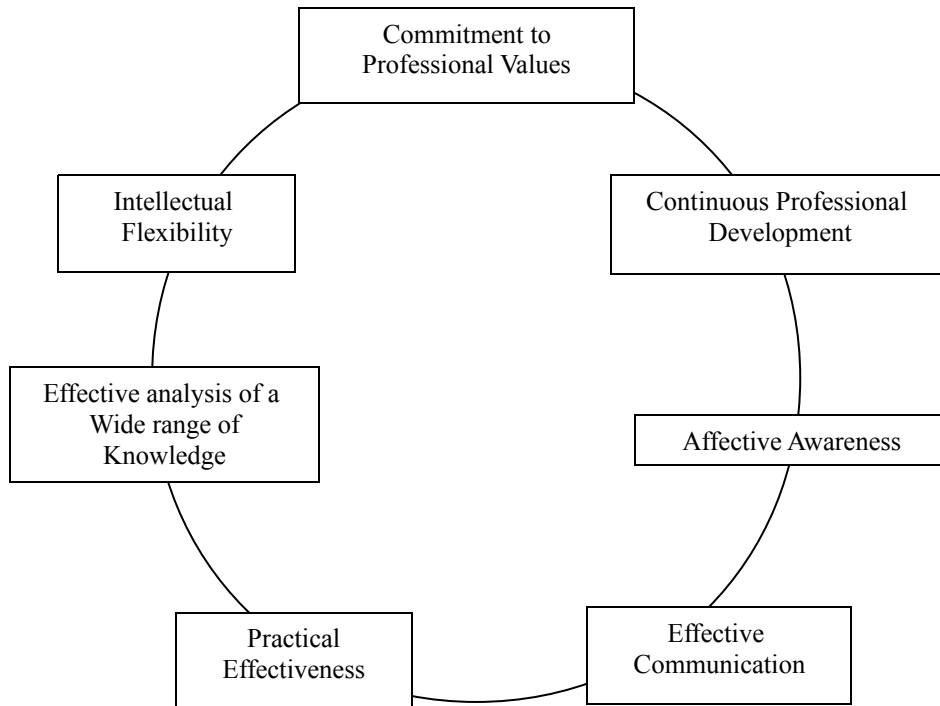 Commitment to
Professional Values
Intellectual
Flexibility
Continuous Professional
Development
Effective analysis of a
Wide range of
Knowledge
Affective Awareness
Practical
Effectiveness
Effective
Communication